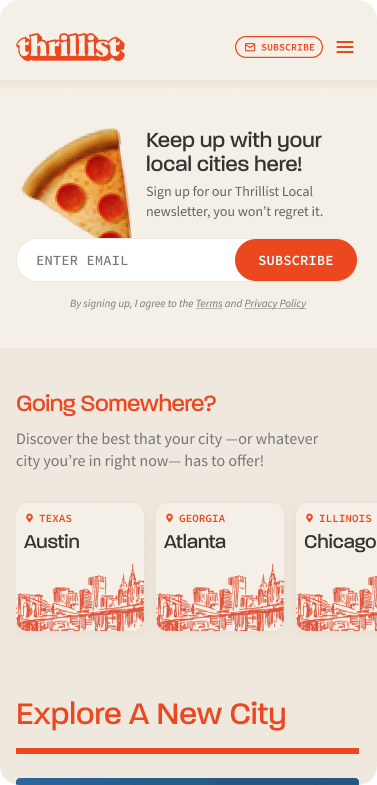 thrillist
SUBSCRIBE
Keep up with your
local cities here!
Sign up for our Thrillist Local
newsletter, you won't regret it.
ENTER EMAIL
SUBSCRIBE
By signing up, I agree to the Terms and Privacy Policy
Going Somewhere?
Discover the best that your city —or whatever
city you're in right now— has to offer!
TEXAS
Austin
GEORGIA
Atlanta
ILLINOIS
Chicago
Explore A New City